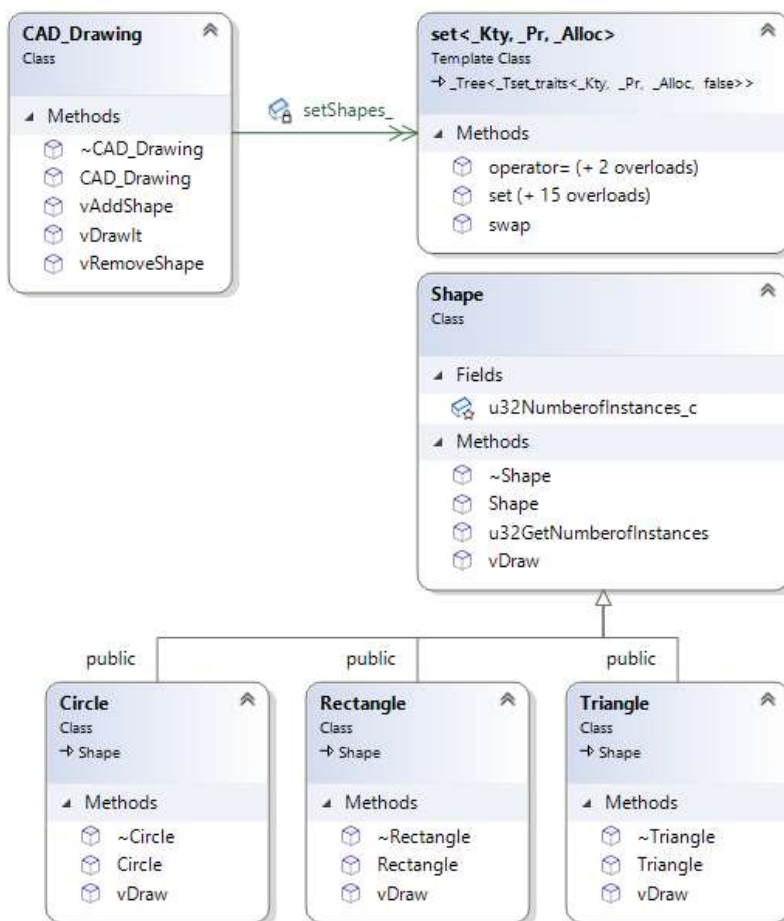 CAD_Drawing
Class
Methods
~CAD_Drawing
CAD_Drawing
vAddShape
vDrawIt
vRemoveShape
setShapes_
set<_Kty, _Pr, _Alloc>
Template Class
_Tree<_Tset_traits<_Kty, _Pr, _Alloc, false>>
Methods
operator= (+ 2 overloads)
set (+ 15 overloads)
swap
Shape
Class
Fields
u32NumberofInstances_c
Methods
~Shape
Shape
u32GetNumberofInstances
vDraw
public
public
public
Circle
Class
Shape
Methods
~Circle
Circle
vDraw
Rectangle
Class
Shape
Methods
~Rectangle
Rectangle
vDraw
Triangle
Class
Shape
Methods
~Triangle
Triangle
vDraw